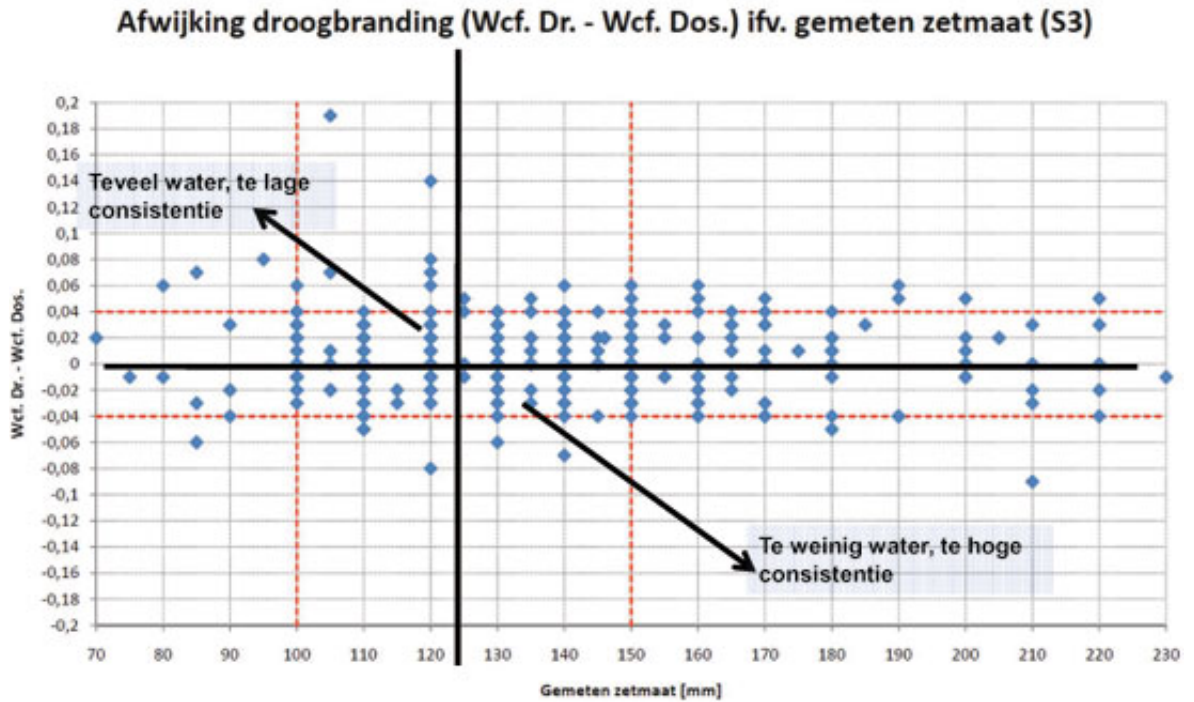 Afwijking droogbranding (Wcf. Dr. - Wcf. Dos.) ifv. gemeten zetmaat (S3)
Wcf. Dr. - Wcf. Dos.
0,2
0,18
0,16
0,14
0,12
0,1
0,08
0,06
0,04
0,02
0
-0,02
-0,04
-0,06
-0,08
-0,1
-0,12
-0,14
-0,16
-0,18
-0,2
Teveel water, te lage
consistentie
Te weinig water, te hoge
consistentie
70 80 90 100 110 120 130 140 150 160 170 180 190 200 210 220 230
Gemeten zetmaat [mm]